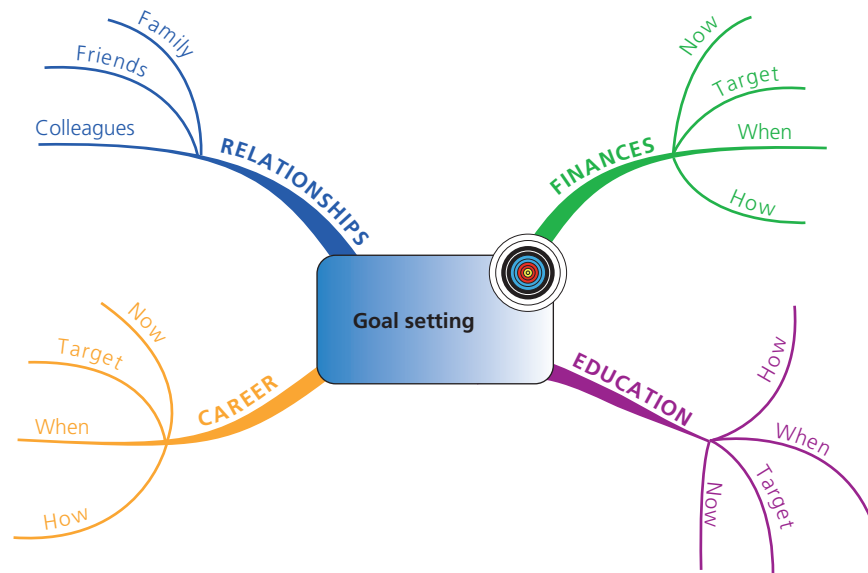 Goal setting
RELATIONSHIPS
Family
Friends
Colleagues
FINANCES
Now
Target
When
How
EDUCATION
How
When
Target
Now
CAREER
Now
Target
When
How